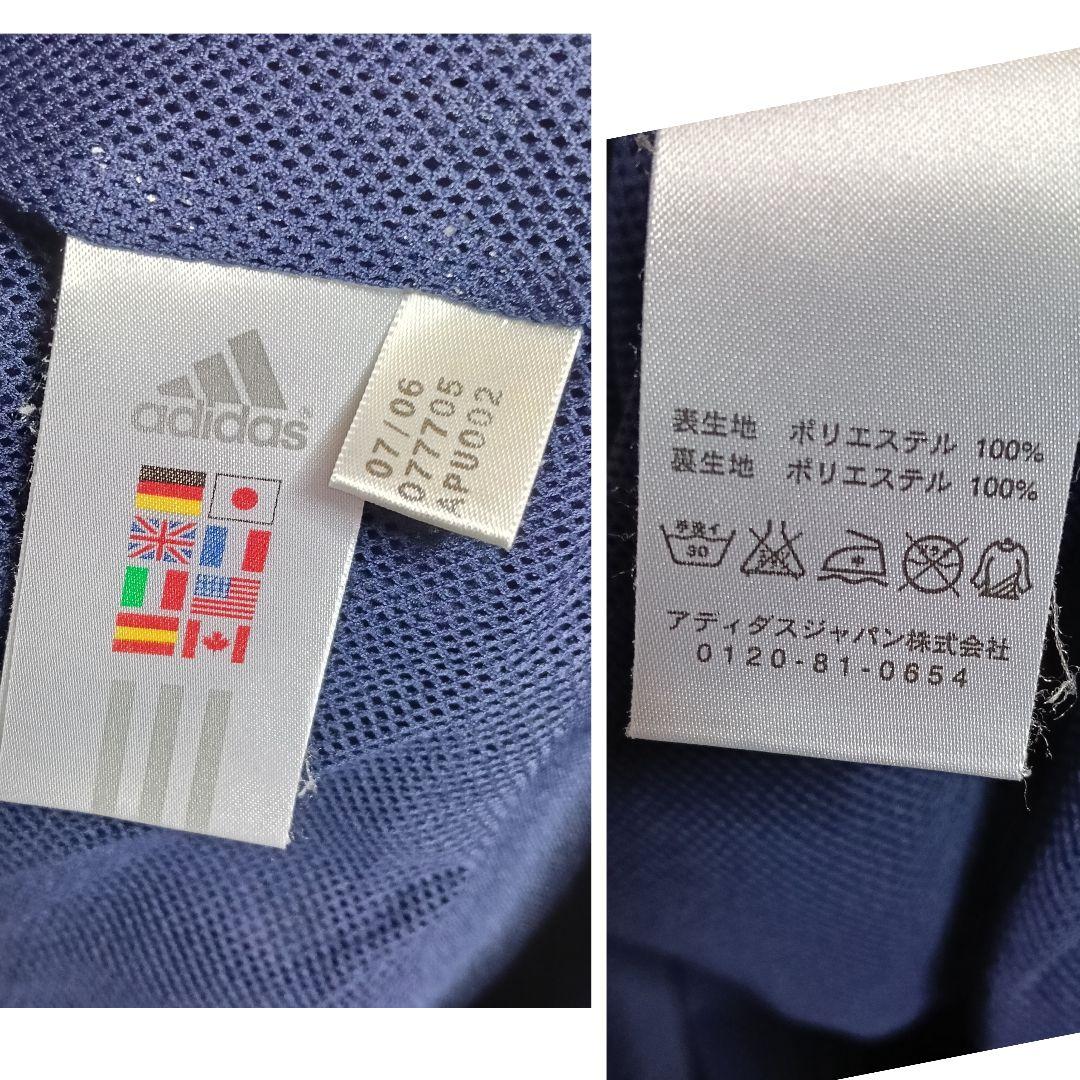 adidas
07/06
077705
APU002
表生地 ポリエステル 100%
裏生地 ポリエステル 100%
手洗イ
30
アディダスジャパン株式会社
0120-81-0654